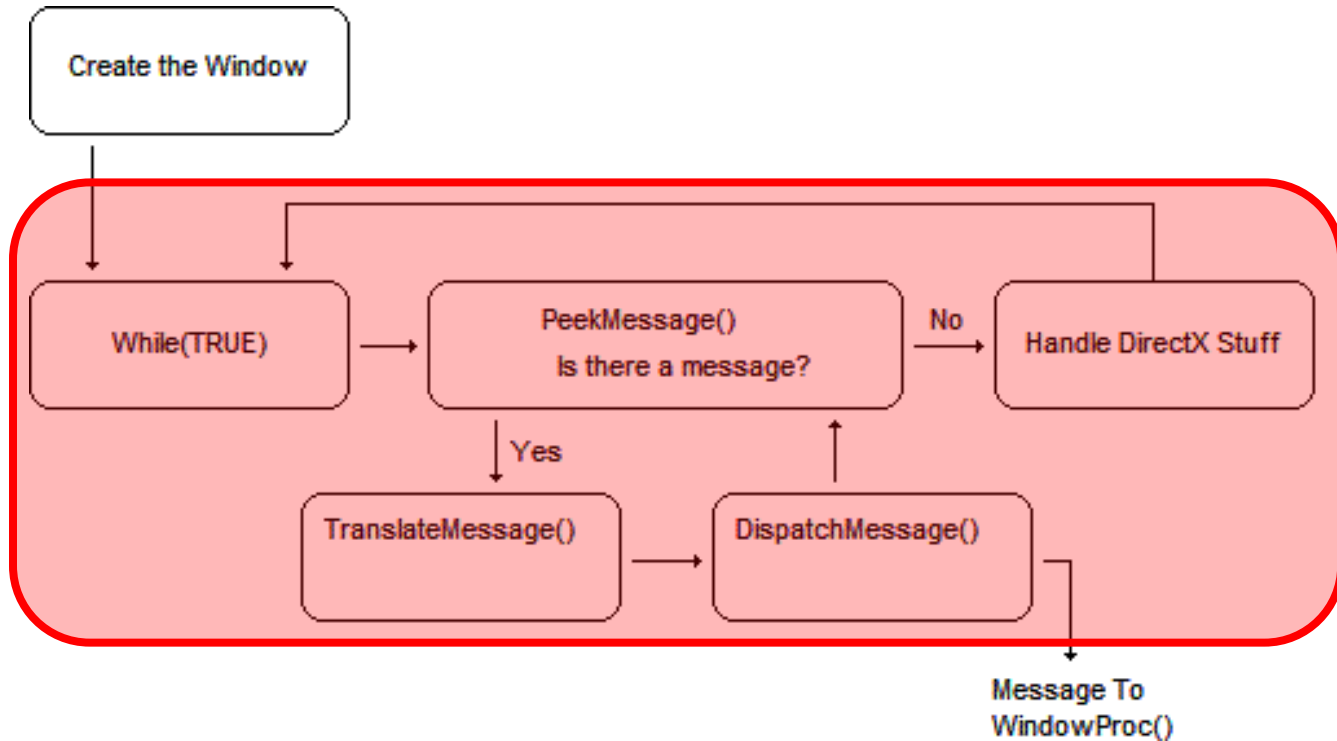 Create the Window
While(TRUE)
PeekMessage()
Is there a message?
No
Handle DirectX Stuff
Yes
TranslateMessage()
DispatchMessage()
Message To
WindowProc()